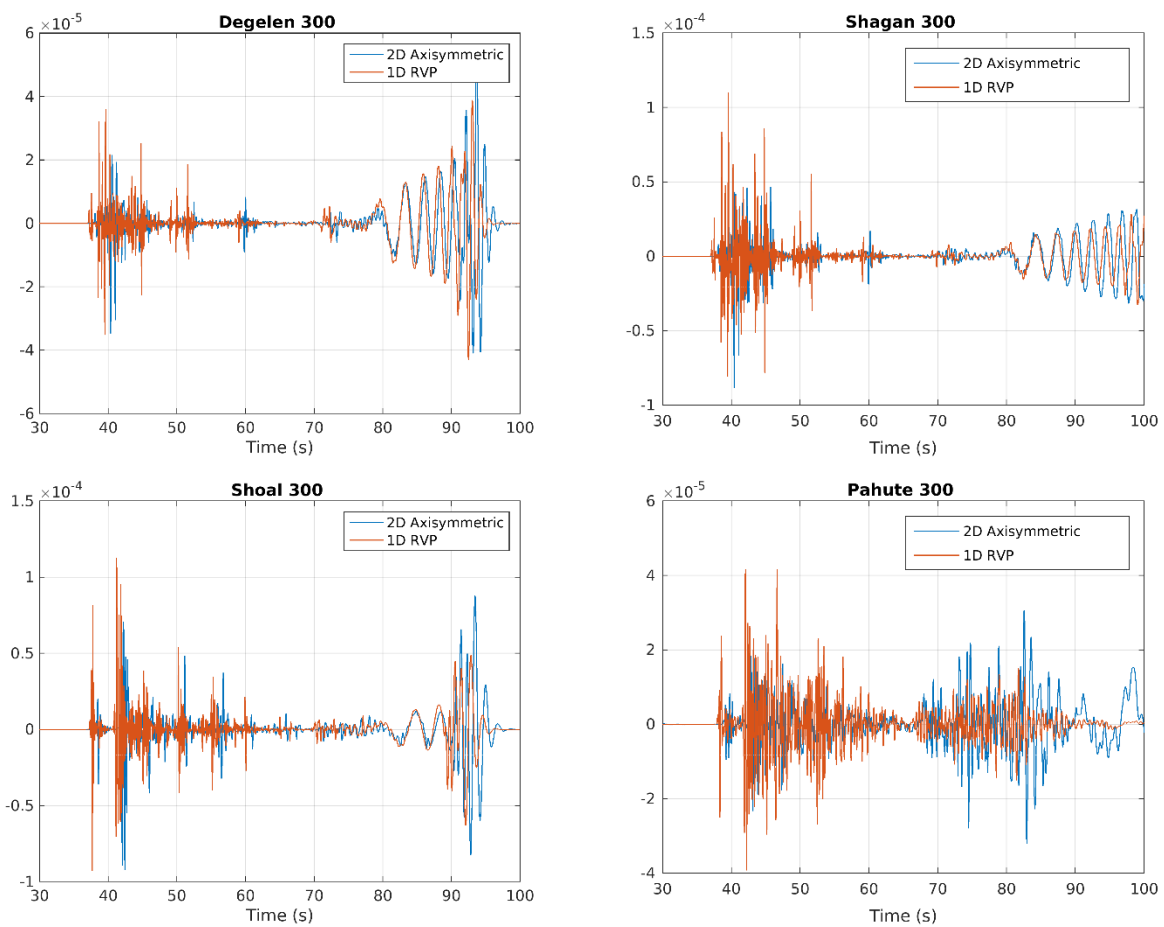 Degelen 300
×10-5
2D Axisymmetric
1D RVP
6
4
2
0
-2
-4
-6
30 40 50 60 70 80 90 100
Time (s)
Shagan 300
×10-4
2D Axisymmetric
1D RVP
1.5
1
0.5
0
-0.5
-1
30 40 50 60 70 80 90 100
Time (s)
Shoal 300
×10-4
2D Axisymmetric
1D RVP
1.5
1
0.5
0
-0.5
-1
30 40 50 60 70 80 90 100
Time (s)
Pahute 300
×10-5
2D Axisymmetric
1D RVP
6
4
2
0
-2
-4
30 40 50 60 70 80 90 100
Time (s)